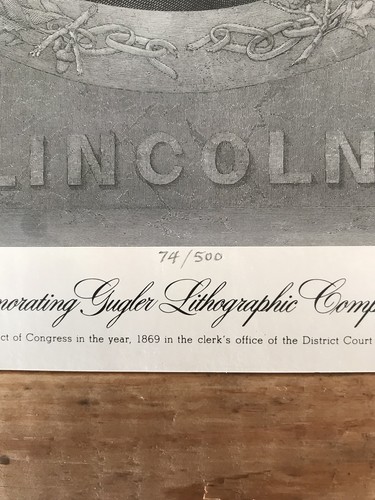 LINCOLN
74/500
morating Gugler Lithographic Comp
ct of Congress in the year, 1869 in the clerk's office of the District Court